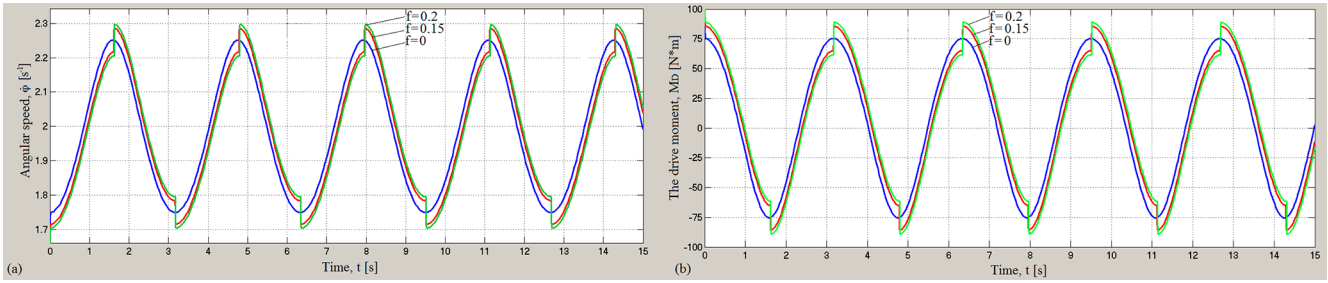 f=0.2
f=0.15
f=0
2.3
2.2
2.1
2
1.9
1.8
1.7
Angular speed, φ̇ [s-1]
0 1 2 3 4 5 6 7 8 9 10 11 12 13 14 15
Time, t [s]
(a)
f=0.2
f=0.15
f=0
100
75
50
25
0
-25
-50
-75
-100
The drive moment, MD [N*m]
0 1 2 3 4 5 6 7 8 9 10 11 12 13 14 15
Time, t [s]
(b)